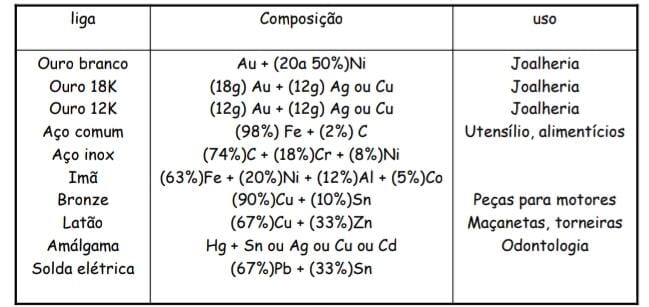 liga Composição uso
Ouro branco Au + (20a 50%)Ni Joalheria
Ouro 18K (18g) Au + (12g) Ag ou Cu Joalheria
Ouro 12K (12g) Au + (12g) Ag ou Cu Joalheria
Aço comum (98%) Fe + (2%) C Utensílio, alimentícios
Aço inox (74%)C + (18%)Cr + (8%)Ni
Imã (63%)Fe + (20%)Ni + (12%)Al + (5%)Co
Bronze (90%)Cu + (10%)Sn Peças para motores
Latão (67%)Cu + (33%)Zn Maçanetas, torneiras
Amálgama Hg + Sn ou Ag ou Cu ou Cd Odontologia
Solda elétrica (67%)Pb + (33%)Sn